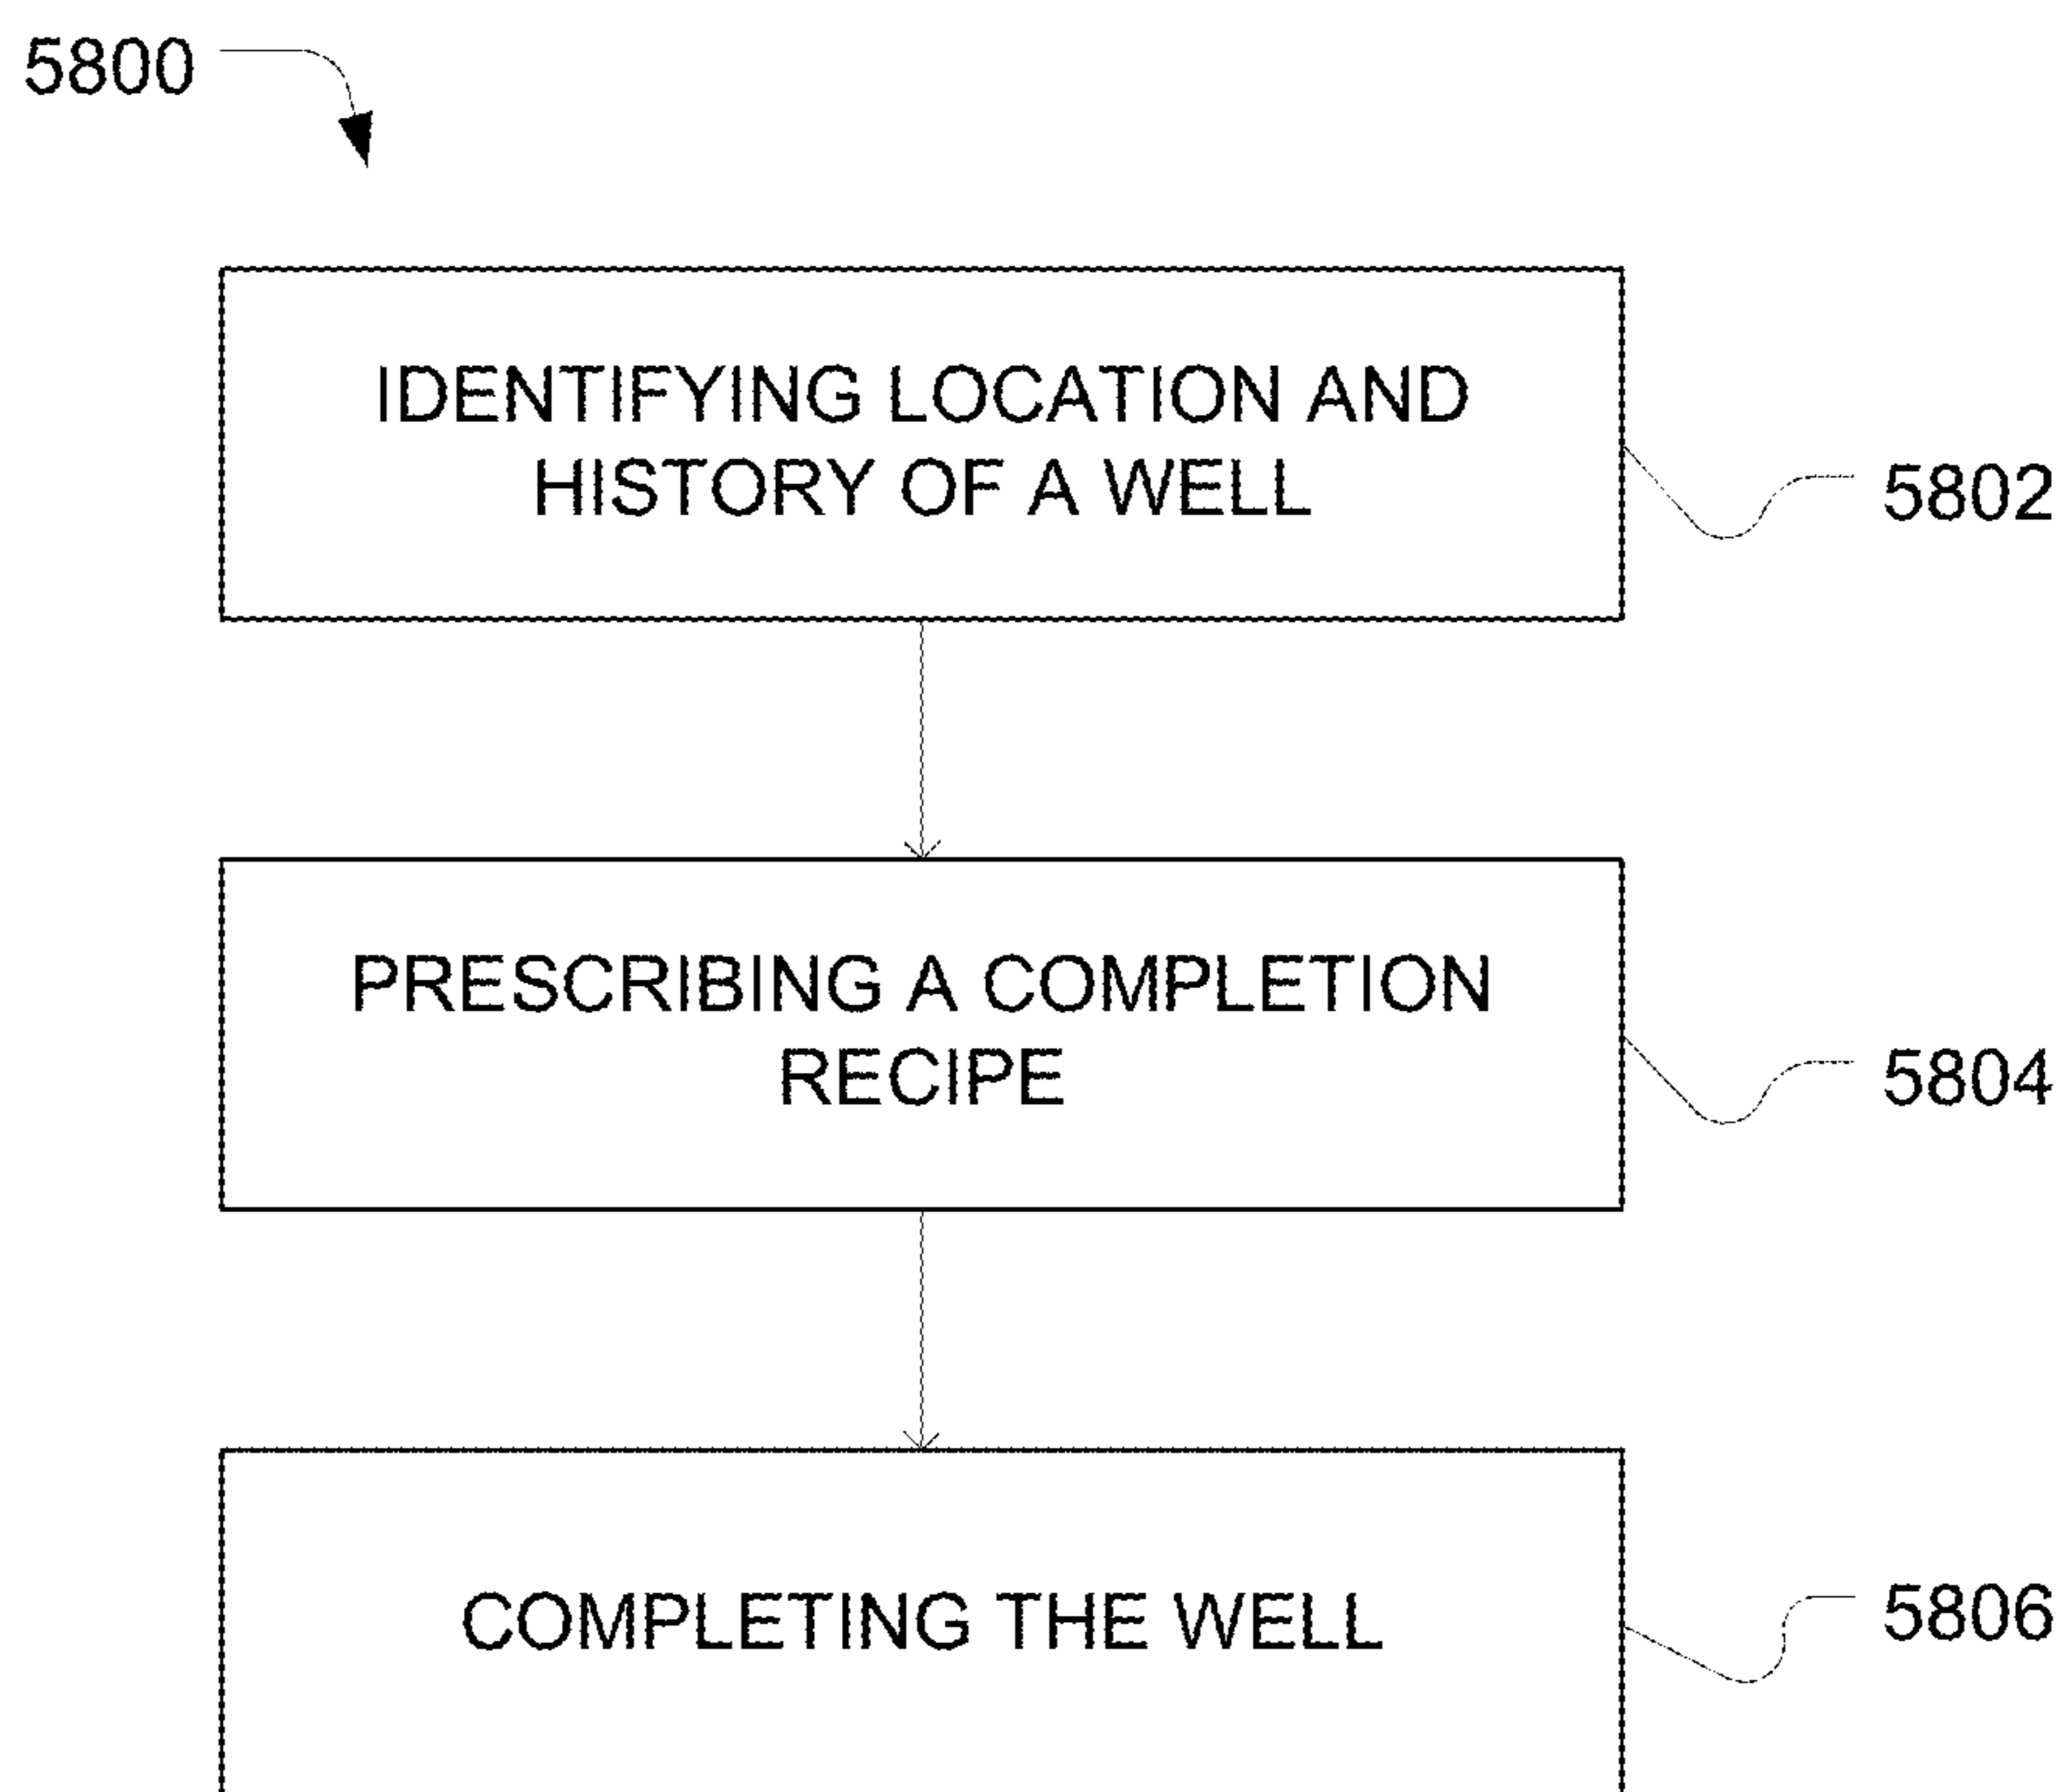 5800
IDENTIFYING LOCATION AND
HISTORY OF A WELL
5802
PRESCRIBING A COMPLETION
RECIPE
5804
COMPLETING THE WELL
5806